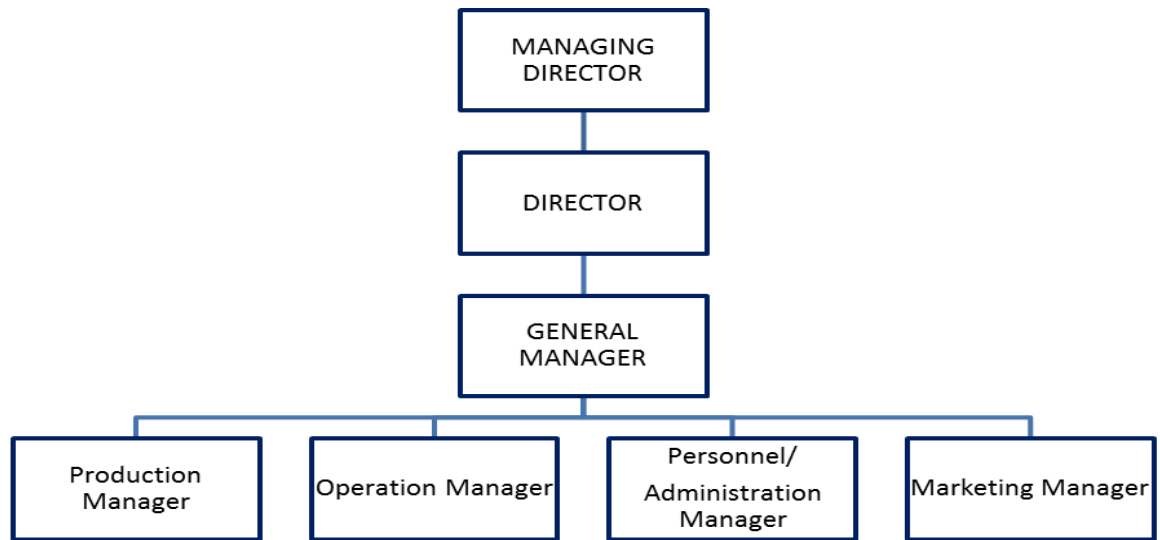 MANAGING
DIRECTOR
DIRECTOR
GENERAL
MANAGER
Production
Manager
Operation Manager
Personnel/
Administration
Manager
Marketing Manager